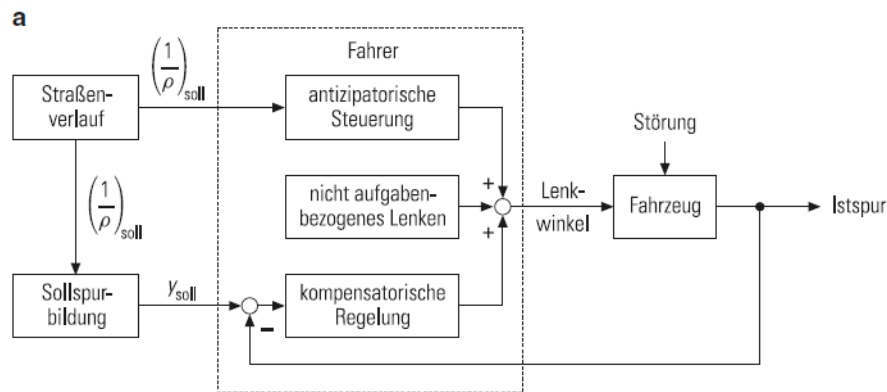 a
(1/ρ)soll
Fahrer
Straßen-
verlauf
antizipatorische
Steuerung
Störung
(1/ρ)soll
nicht aufgaben-
bezogenes Lenken
+
+
Lenk-
winkel
Fahrzeug
Istspur
Sollspur-
bildung
ysoll
−
kompensatorische
Regelung